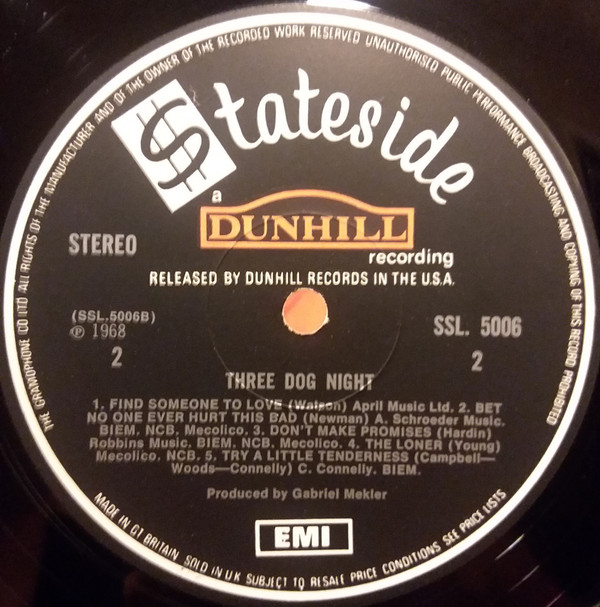 THE GRAMOPHONE CO LTD ALL RIGHTS OF THE MANUFACTURER AND OF THE OWNER OF THE RECORDED WORK RESERVED UNAUTHORISED PUBLIC PERFORMANCE BROADCASTING AND COPYING OF THIS RECORD PROHIBITED
Stateside
a
DUNHILL
recording
STEREO
RELEASED BY DUNHILL RECORDS IN THE U.S.A.
(SSL.5006B)
℗ 1968
SSL. 5006
2
2
THREE DOG NIGHT
1. FIND SOMEONE TO LOVE (Watson) April Music Ltd. 2. BET
NO ONE EVER HURT THIS BAD (Newman) A. Schroeder Music.
BIEM. NCB. Mecolico. 3. DON'T MAKE PROMISES (Hardin)
Robbins Music. BIEM. NCB. Mecolico. 4. THE LONER (Young)
Mecolico. NCB. 5. TRY A LITTLE TENDERNESS (Campbell—
Woods—Connelly) C. Connelly. BIEM.
Produced by Gabriel Mekler
EMI
MADE IN GT BRITAIN SOLD IN U K SUBJECT TO RESALE PRICE CONDITIONS SEE PRICE LISTS